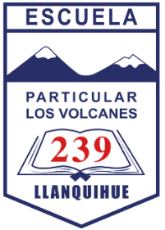 ESCUELA
PARTICULAR
LOS VOLCANES
239
LLANQUIHUE